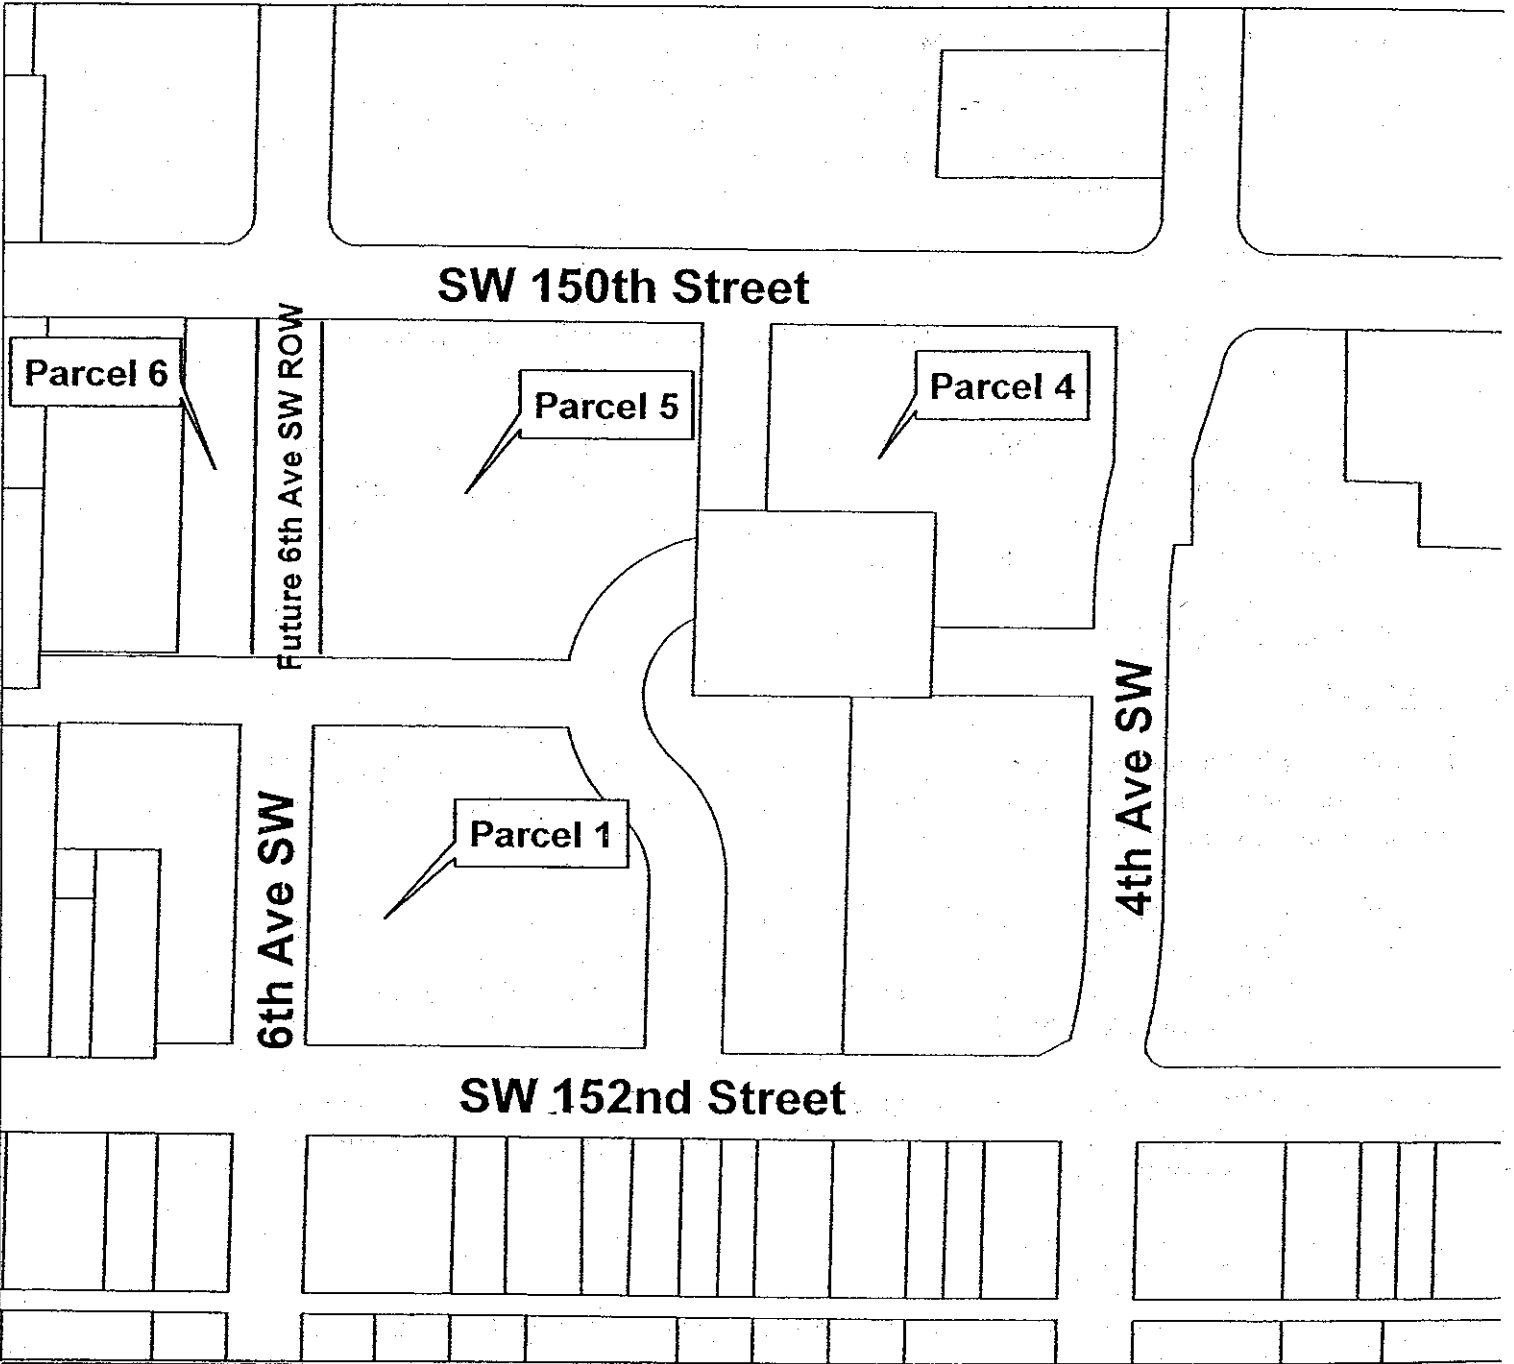 SW 150th Street
Parcel 6
Future 6th Ave SW ROW
Parcel 5
Parcel 4
6th Ave SW
Parcel 1
4th Ave SW
SW 152nd Street